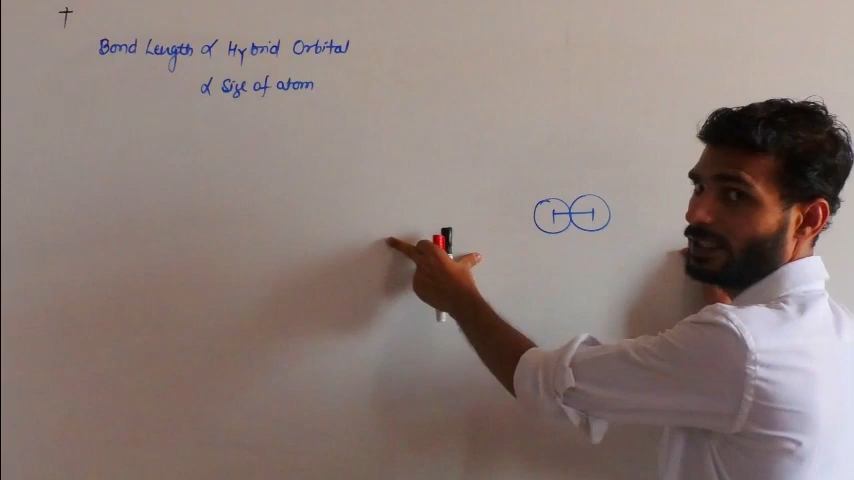 †
Bond Length ∝ Hybrid Orbital
∝ Size of atom